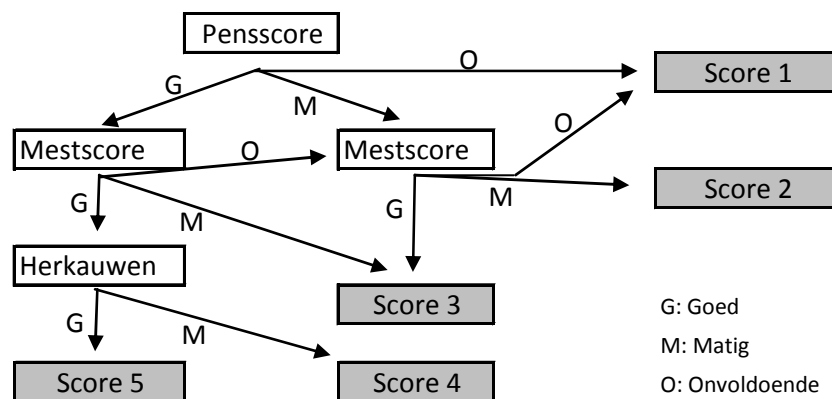 Pensscore
O
Score 1
G
M
O
Mestscore
O
Mestscore
Score 2
G
M
G
M
Herkauwen
Score 3
G: Goed
G
M
M: Matig
Score 5
Score 4
O: Onvoldoende